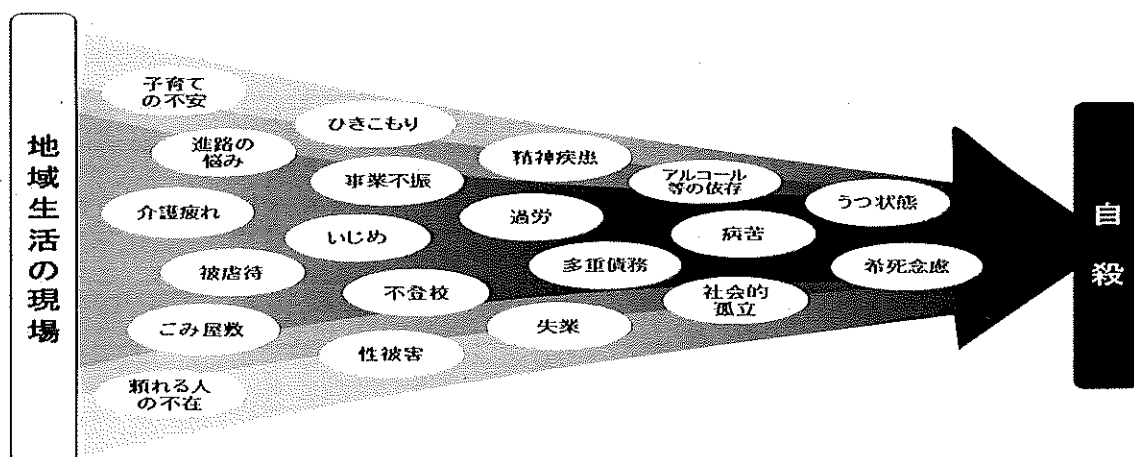 地域生活の現場
子育て
の不安
進路の
悩み
介護疲れ
被虐待
ごみ屋敷
頼れる人
の不在
ひきこもり
事業不振
いじめ
不登校
性被害
精神疾患
過労
多重債務
失業
アルコール
等の依存
病苦
社会的
孤立
うつ状態
希死念慮
自殺